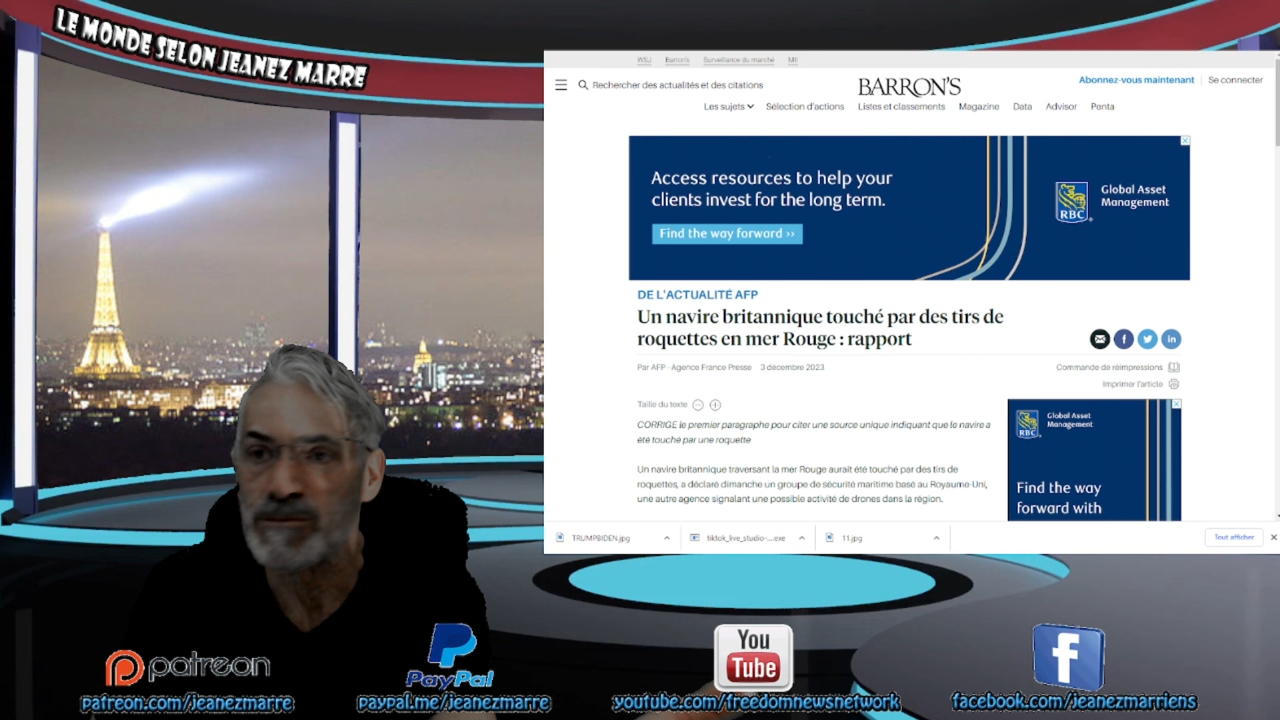 LE MONDE SELON JEANEZ MARRE
WSJ Barron's Surveillance du marché MII
Rechercher des actualités et des citations
BARRON'S
Abonnez-vous maintenant Se connecter
Les sujets Sélection d'actions Listes et classements Magazine Data Advisor Penta
Access resources to help your
clients invest for the long term.
Find the way forward >>
RBC®
Global Asset
Management
DE L'ACTUALITÉ AFP
Un navire britannique touché par des tirs de
roquettes en mer Rouge : rapport
Par AFP - Agence France Presse 3 décembre 2023
Commande de réimpressions
Imprimer l'article
Taille du texte
CORRIGE le premier paragraphe pour citer une source unique indiquant que le navire a
été touché par une roquette
Un navire britannique traversant la mer Rouge aurait été touché par des tirs de
roquettes, a déclaré dimanche un groupe de sécurité maritime basé au Royaume-Uni,
une autre agence signalant une possible activité de drones dans la région.
RBC
Global Asset
Management
Find the way
forward with
TRUMPBIDEN.jpg tiktok_live_studio-....exe 11.jpg Tout afficher
patreon
patreon.com/jeanezmarre
PayPal
paypal.me/jeanezmarre
You
Tube
youtube.com/freedomnewsnetwork
f
facebook.com/jeanezmarriens